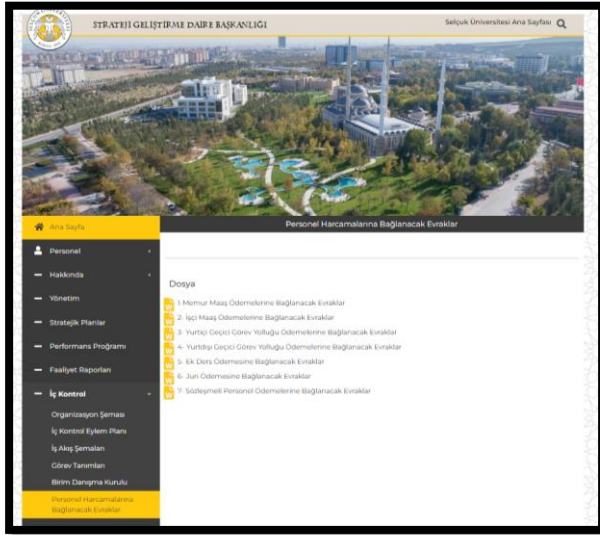 STRATEJİ GELİŞTİRME DAİRE BAŞKANLIĞI
Selçuk Üniversitesi Ana Sayfası
Ana Sayfa
Personel
Hakkında
Yönetim
Stratejik Planlar
Performans Programı
Faaliyet Raporları
İç Kontrol
Organizasyon Şeması
İç Kontrol Eylem Planı
İş Akış Şemaları
Görev Tanımları
Birim Danışma Kurulu
Personel Harcamalarına
Bağlanacak Evraklar
Personel Harcamalarına Bağlanacak Evraklar
Dosya
1- Memur Maaş Ödemelerine Bağlanacak Evraklar
2- İşçi Maaş Ödemelerine Bağlanacak Evraklar
3- Yurtiçi Geçici Görev Yolluğu Ödemelerine Bağlanacak Evraklar
4- Yurtdışı Geçici Görev Yolluğu Ödemelerine Bağlanacak Evraklar
5- Ek Ders Ödemesine Bağlanacak Evraklar
6- Juri Ödemesine Bağlanacak Evraklar
7- Sözleşmeli Personel Ödemelerine Bağlanacak Evraklar